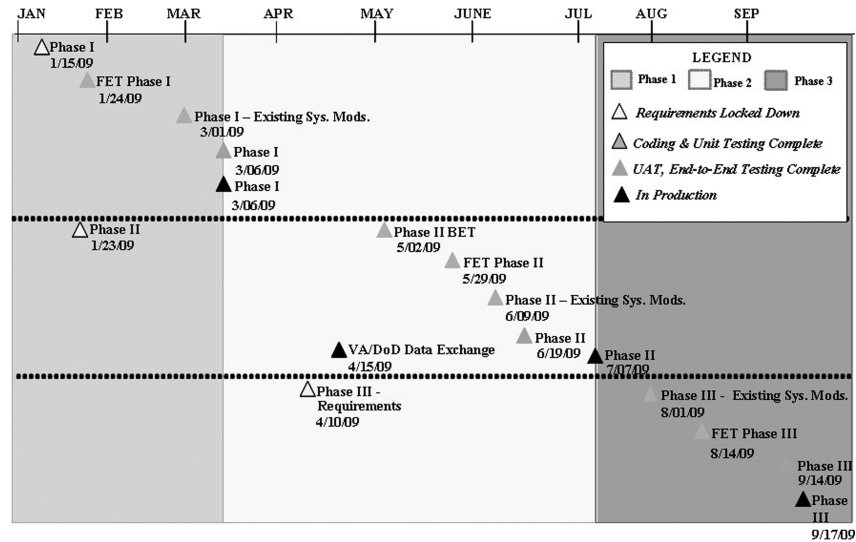 JAN FEB MAR APR MAY JUNE JUL AUG SEP
Phase I
1/15/09
FET Phase I
1/24/09
Phase I – Existing Sys. Mods.
3/01/09
Phase I
3/06/09
Phase I
3/06/09
LEGEND
Phase 1 Phase 2 Phase 3
Requirements Locked Down
Coding & Unit Testing Complete
UAT, End-to-End Testing Complete
In Production
Phase II
1/23/09
Phase II BET
5/02/09
FET Phase II
5/29/09
Phase II – Existing Sys. Mods.
6/09/09
Phase II
6/19/09
VA/DoD Data Exchange
4/15/09
Phase II
7/07/09
Phase III -
Requirements
4/10/09
Phase III - Existing Sys. Mods.
8/01/09
FET Phase III
8/14/09
Phase III
9/14/09
Phase
III
9/17/09